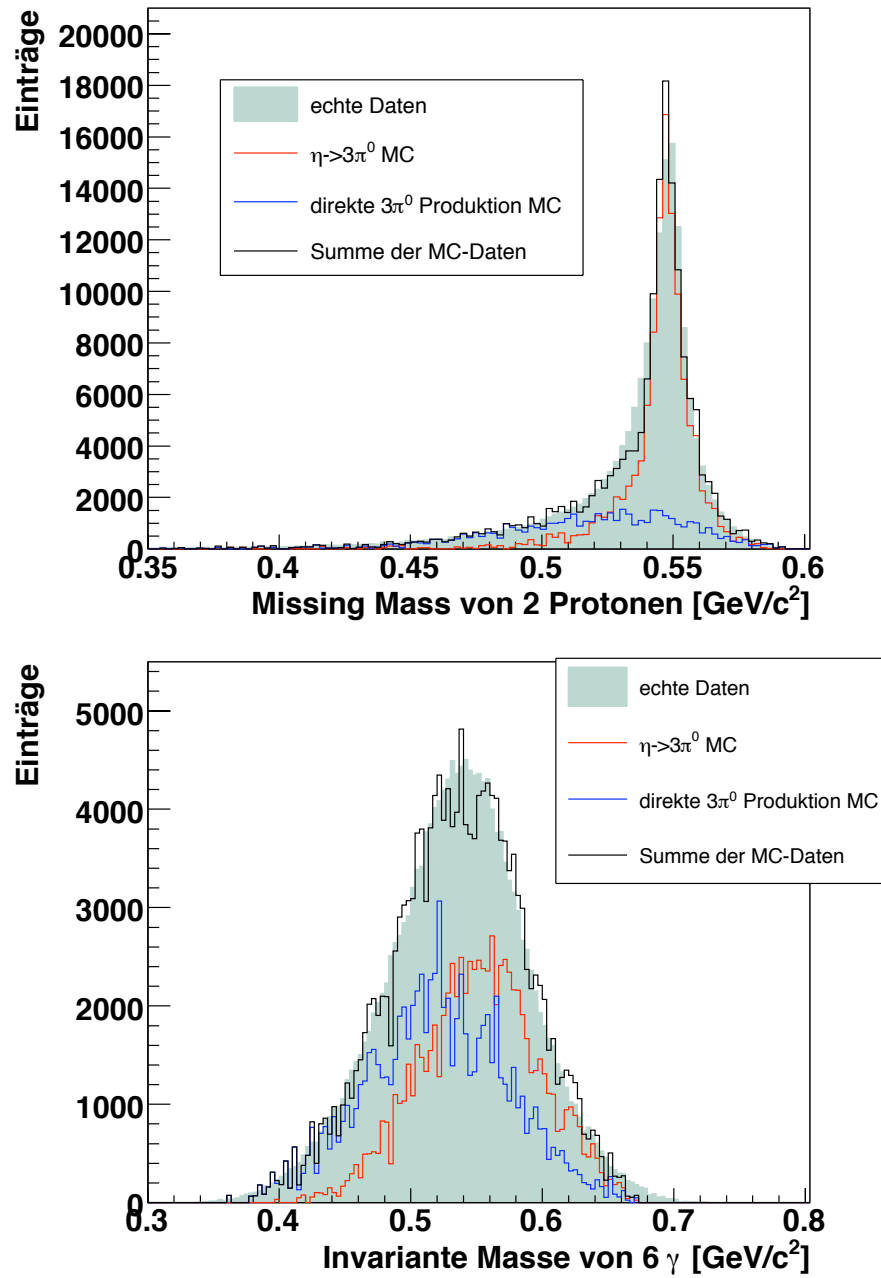 Einträge
20000
18000
16000
14000
12000
10000
8000
6000
4000
2000
0
echte Daten
η->3π⁰ MC
direkte 3π⁰ Produktion MC
Summe der MC-Daten
0.35 0.4 0.45 0.5 0.55 0.6
Missing Mass von 2 Protonen [GeV/c²]
Einträge
5000
4000
3000
2000
1000
0
echte Daten
η->3π⁰ MC
direkte 3π⁰ Produktion MC
Summe der MC-Daten
0.3 0.4 0.5 0.6 0.7 0.8
Invariante Masse von 6 γ [GeV/c²]